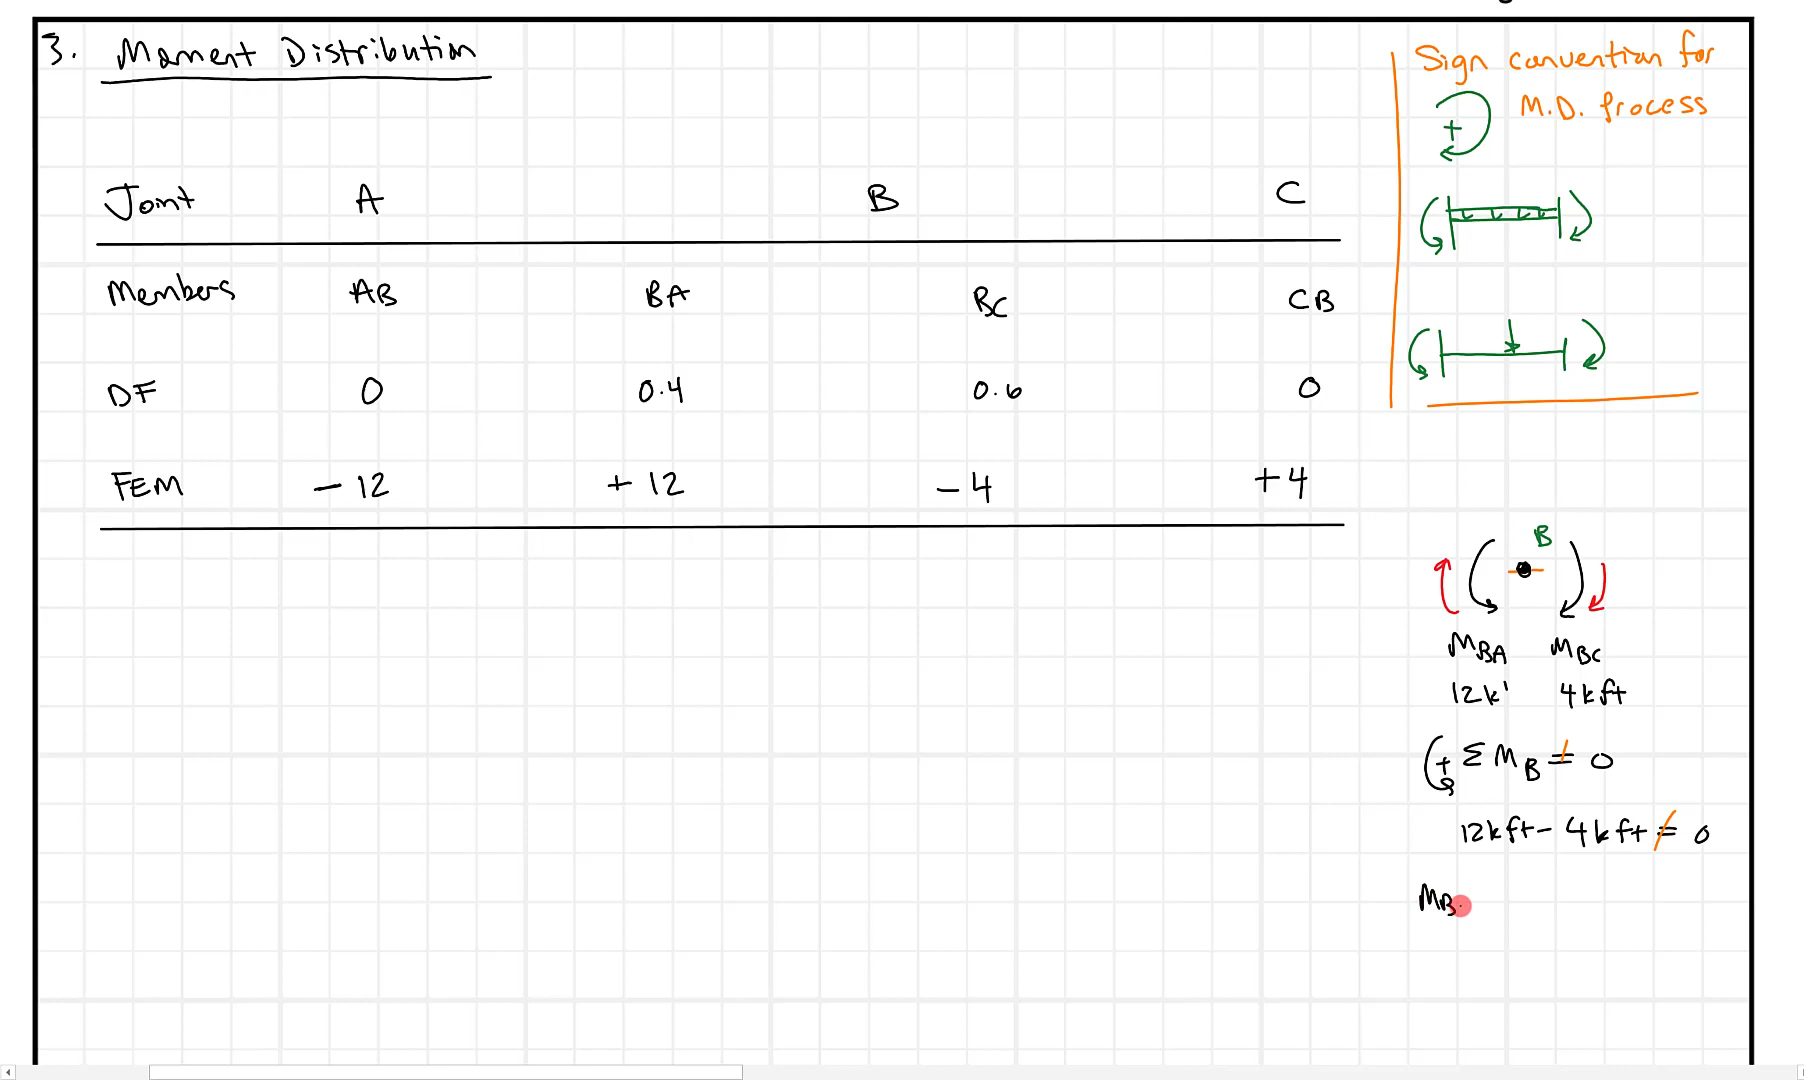 3. Moment Distribution
Joint A B C
Members AB BA BC CB
DF 0 0.4 0.6 0
FEM - 12 + 12 - 4 + 4
Sign convention for
M.D. Process
+
B
MBA MBC
12k' 4kft
+ Σ MB ≠ 0
12kft - 4kft ≠ 0
MB